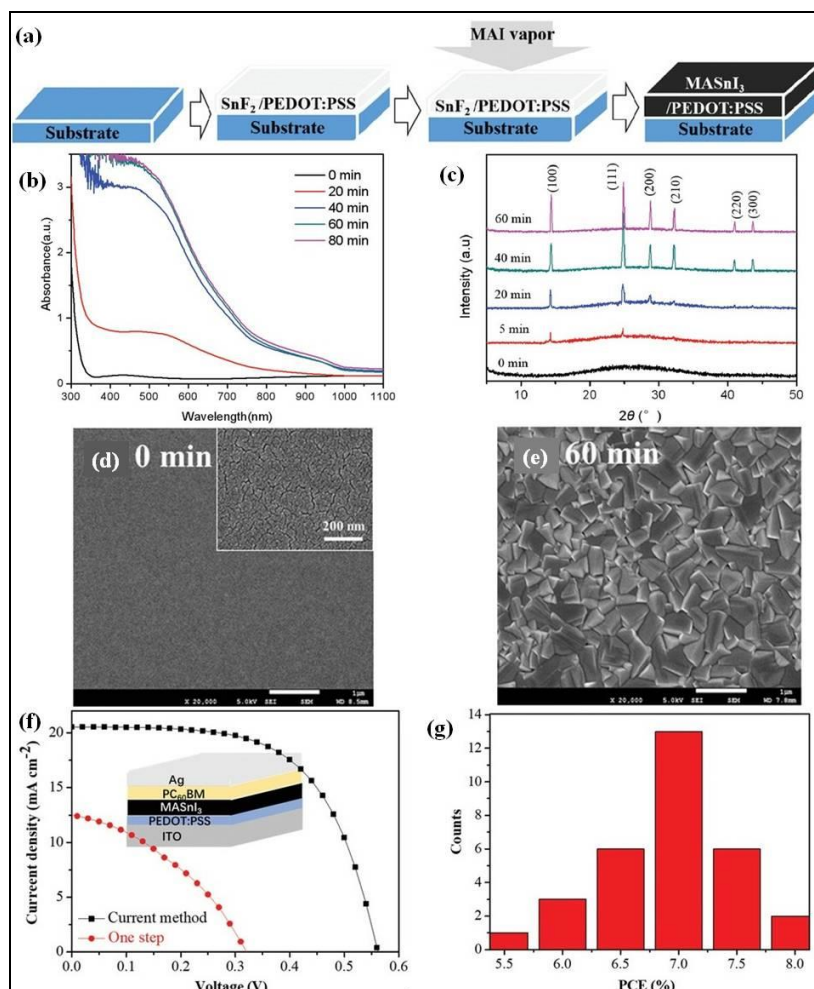 (a)
MAI vapor
SnF2 /PEDOT:PSS
SnF2 /PEDOT:PSS
MASnI3
/PEDOT:PSS
Substrate
Substrate
Substrate
Substrate
(b)
3
2
1
0
Absorbance(a.u.)
0 min
20 min
40 min
60 min
80 min
300 400 500 600 700 800 900 1000 1100
Wavelength(nm)
(c)
(100)
(111)
(200)
(210)
(220)
(300)
60 min
40 min
20 min
5 min
0 min
Intensity (a.u)
10 20 30 40 50
2θ (°)
(d) 0 min
200 nm
X 20,000 5.0kV SEI SEM WD 8.5mm
1μm
(e) 60 min
X 20,000 5.0kV SEI SEM WD 7.8mm
1μm
(f)
25
20
15
10
5
0
Currcent density (mA cm-2)
Ag
PC60BM
MASnI3
PEDOT:PSS
ITO
Current method
One step
0.0 0.1 0.2 0.3 0.4 0.5 0.6
Voltage (V)
(g)
14
12
10
8
6
4
2
0
Counts
5.5 6.0 6.5 7.0 7.5 8.0
PCE (%)